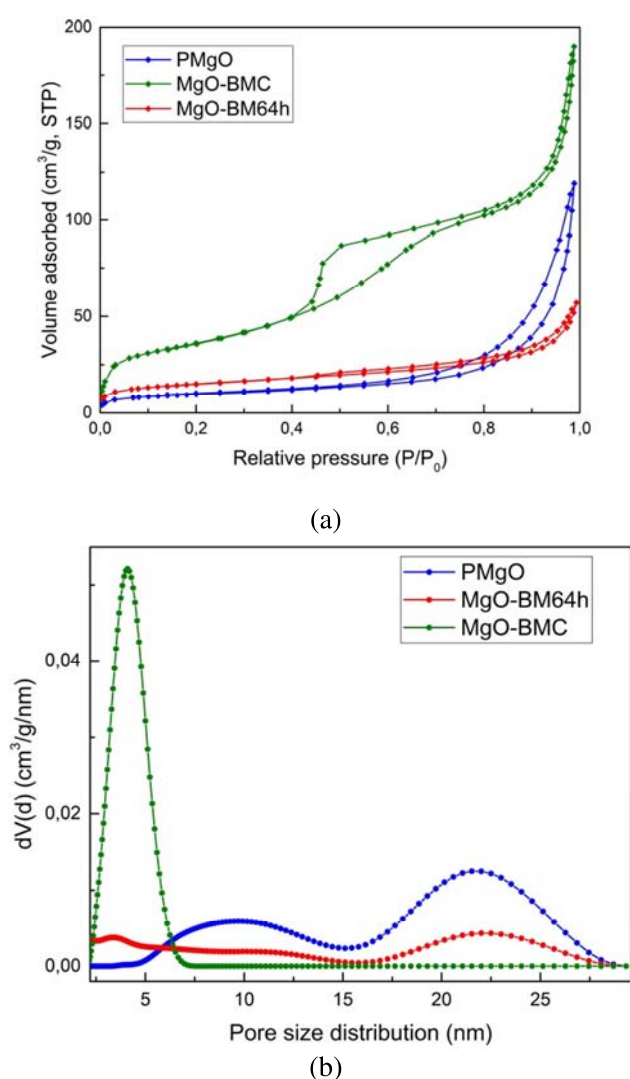 200
150
100
50
0
Volume adsorbed (cm³/g, STP)
PMgO
MgO-BMC
MgO-BM64h
0,0 0,2 0,4 0,6 0,8 1,0
Relative pressure (P/P₀)
(a)
0,04
0,02
0,00
dV(d) (cm³/g/nm)
PMgO
MgO-BM64h
MgO-BMC
5 10 15 20 25
Pore size distribution (nm)
(b)